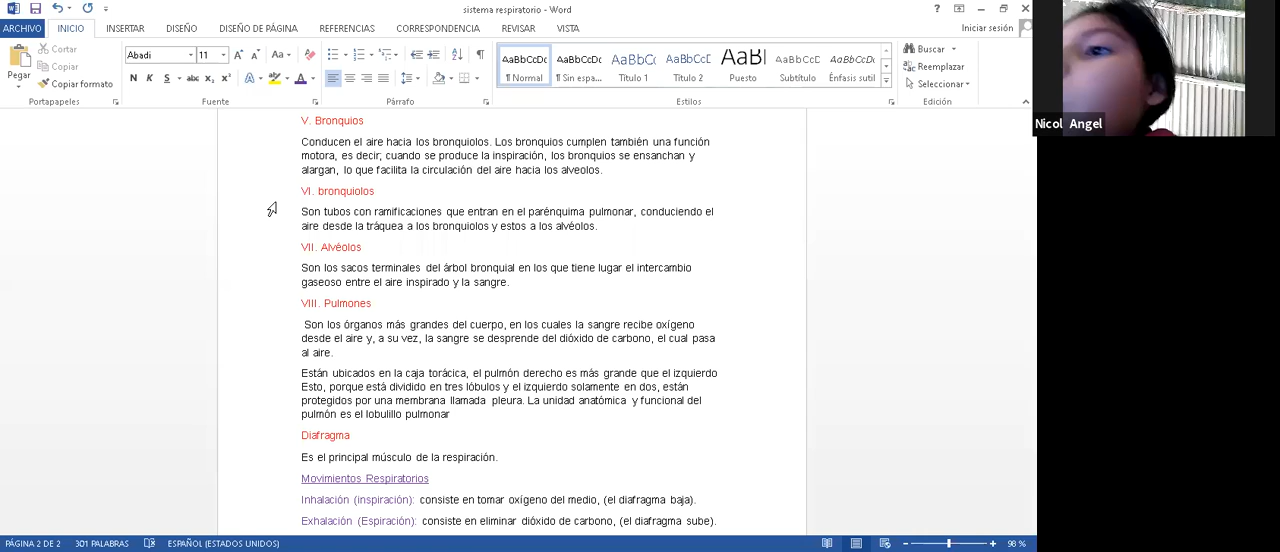 sistema respiratorio - Word
ARCHIVO INICIO INSERTAR DISEÑO DISEÑO DE PÁGINA REFERENCIAS CORRESPONDENCIA REVISAR VISTA Iniciar sesión
Pegar
Cortar
Copiar
Copiar formato
Abadi 11
N K S abc x₂ x²
AaBbCcDc AaBbCcDc AaBbCc AaBbCcD AaBl AaBbCcD AaBbCcDc
¶ Normal ¶ Sin espa... Título 1 Título 2 Puesto Subtítulo Énfasis sutil
Buscar
Reemplazar
Seleccionar
Portapapeles Fuente Párrafo Estilos Edición
Nicol Angel
V. Bronquios
Conducen el aire hacia los bronquiolos. Los bronquios cumplen también una función
motora, es decir; cuando se produce la inspiración, los bronquios se ensanchan y
alargan, lo que facilita la circulación del aire hacia los alveolos.
VI. bronquiolos
Son tubos con ramificaciones que entran en el parénquima pulmonar, conduciendo el
aire desde la tráquea a los bronquiolos y estos a los alvéolos.
VII. Alvéolos
Son los sacos terminales del árbol bronquial en los que tiene lugar el intercambio
gaseoso entre el aire inspirado y la sangre.
VIII. Pulmones
Son los órganos más grandes del cuerpo, en los cuales la sangre recibe oxígeno
desde el aire y, a su vez, la sangre se desprende del dióxido de carbono, el cual pasa
al aire.
Están ubicados en la caja torácica, el pulmón derecho es más grande que el izquierdo
Esto, porque está dividido en tres lóbulos y el izquierdo solamente en dos, están
protegidos por una membrana llamada pleura. La unidad anatómica y funcional del
pulmón es el lobulillo pulmonar
Diafragma
Es el principal músculo de la respiración.
Movimientos Respiratorios
Inhalación (inspiración): consiste en tomar oxígeno del medio, (el diafragma baja).
Exhalación (Espiración): consiste en eliminar dióxido de carbono, (el diafragma sube).
PÁGINA 2 DE 2 301 PALABRAS ESPAÑOL (ESTADOS UNIDOS) 98 %